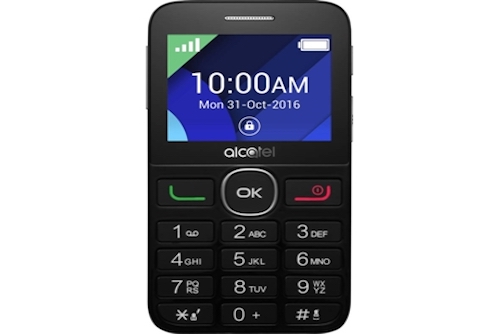 10:00AM
Mon 31-Oct-2016
alcatel
OK
1 2 ABC 3 DEF
4 GHI 5 JKL 6 MNO
7 PQRS 8 TUV 9 WXYZ
* 0 + #